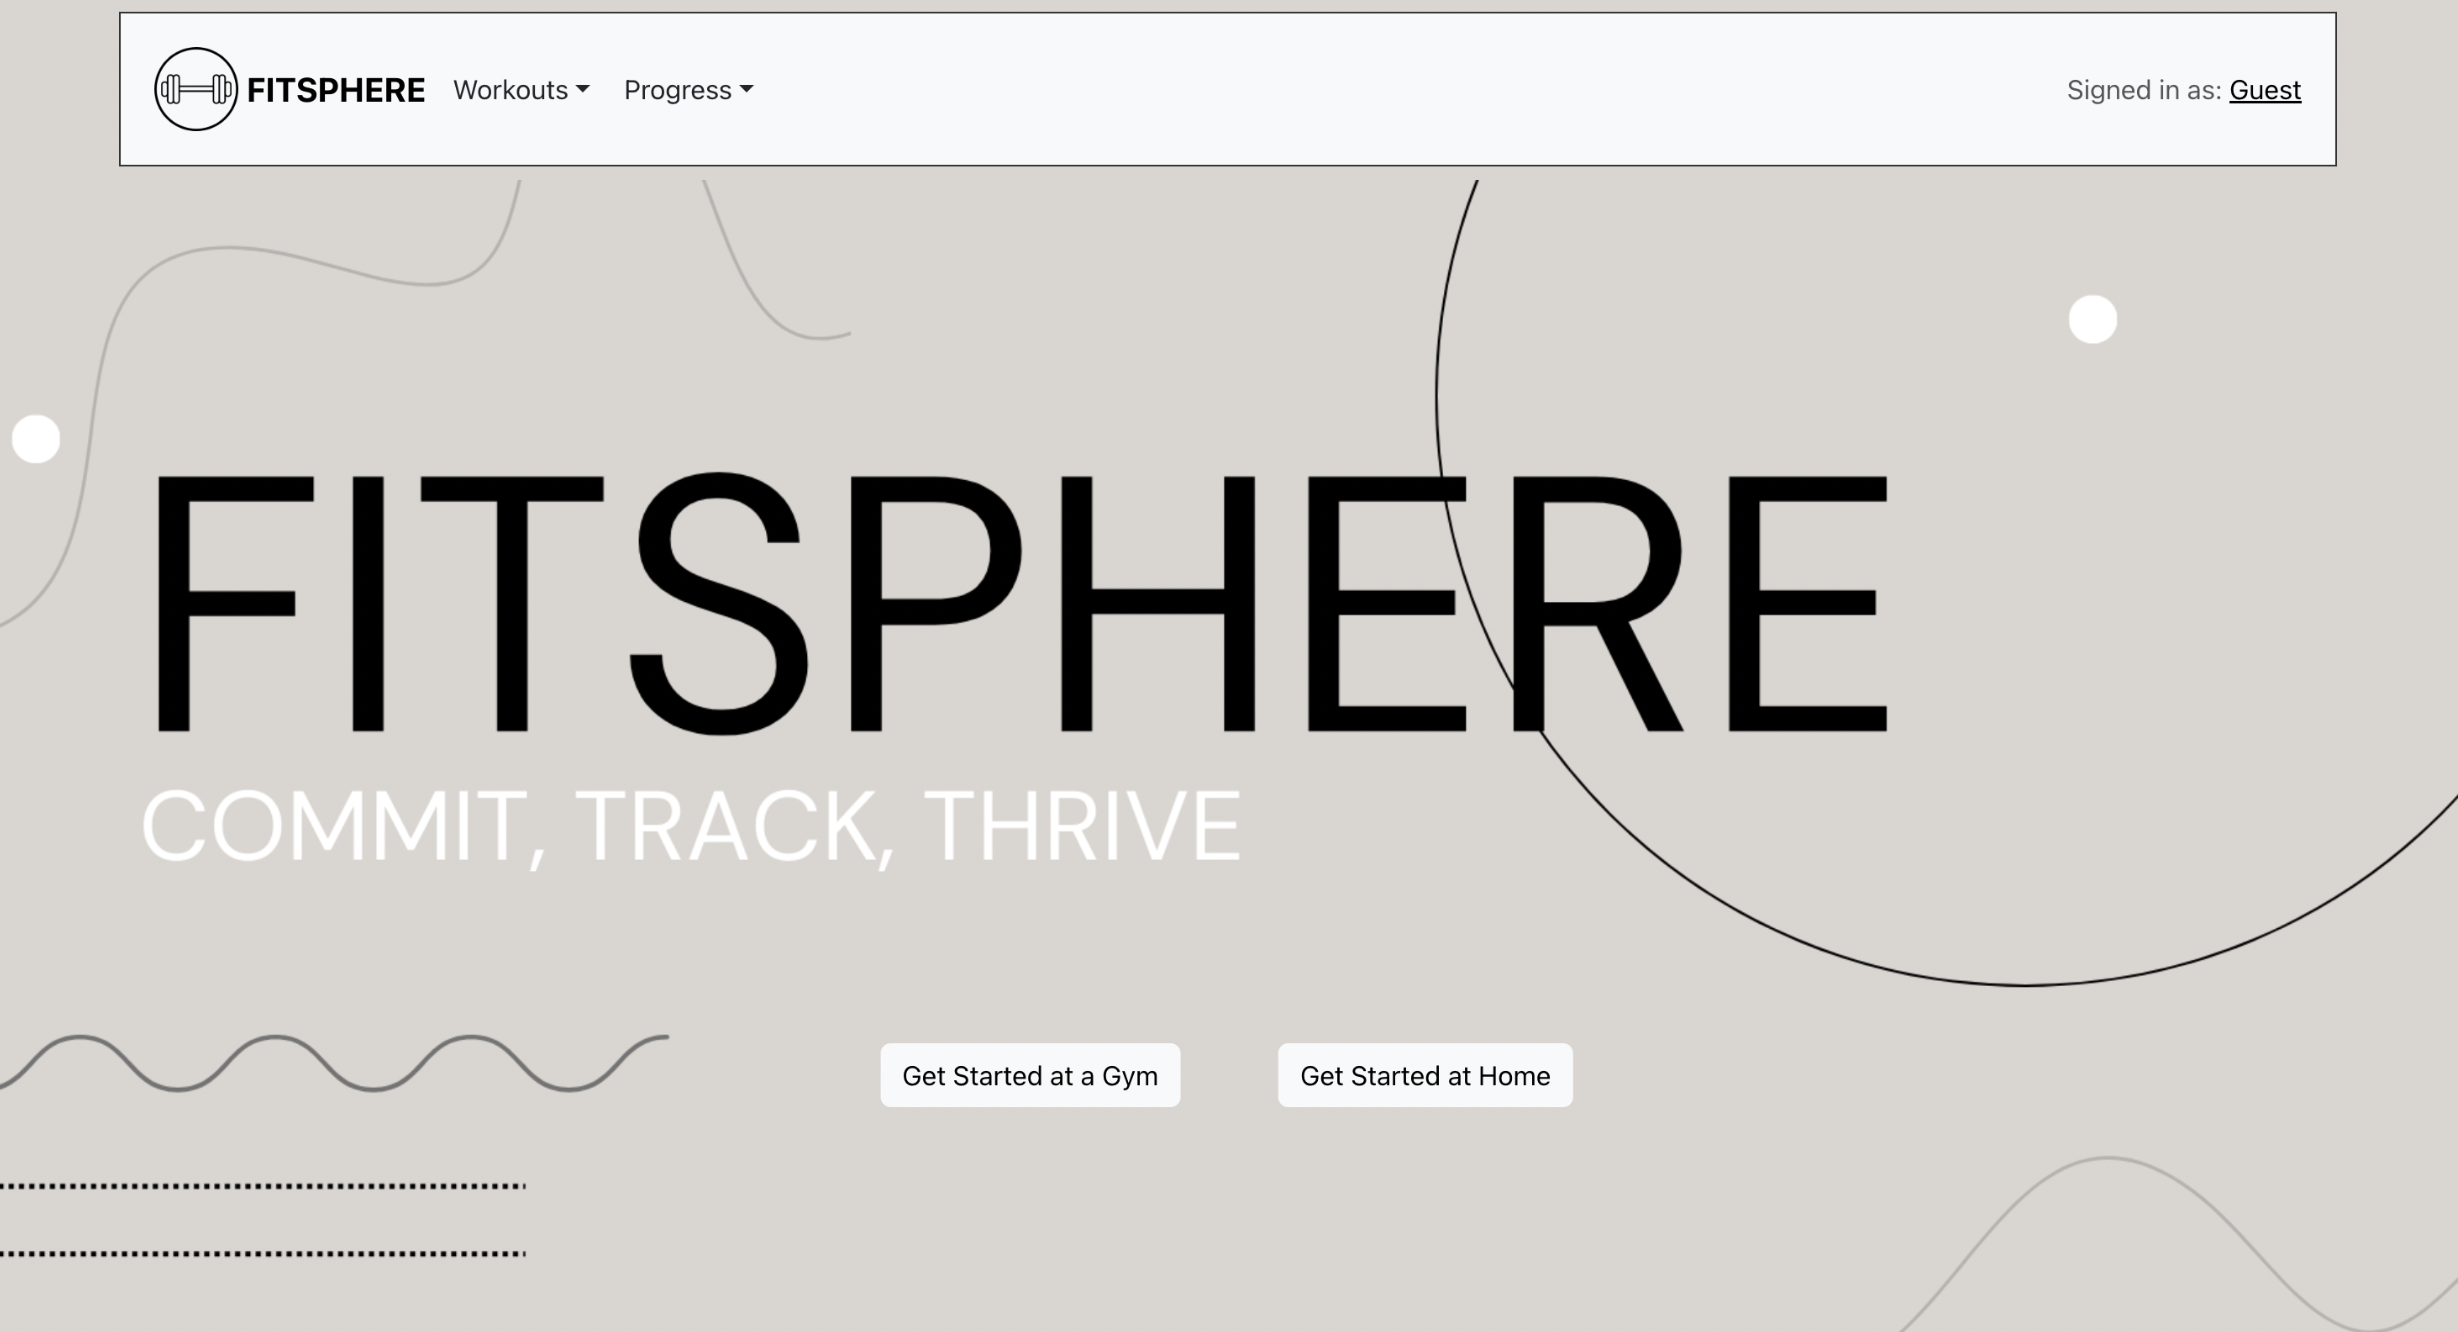 FITSPHERE Workouts Progress Signed in as: Guest
FITSPHERE
COMMIT, TRACK, THRIVE
Get Started at a Gym Get Started at Home